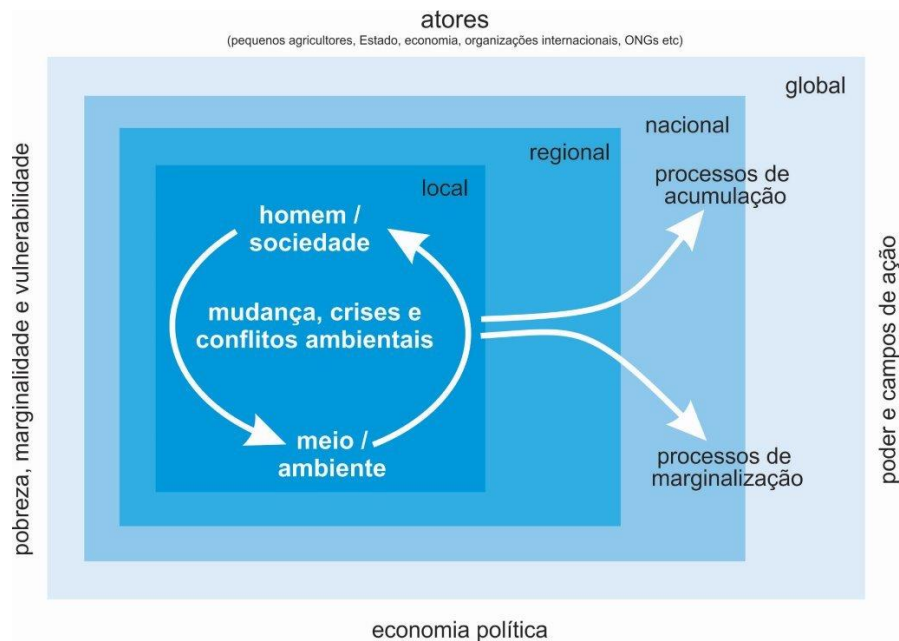 atores
(pequenos agricultores, Estado, economia, organizações internacionais, ONGs etc)
global
nacional
regional
local
processos de
acumulação
homem /
sociedade
mudança, crises e
conflitos ambientais
meio /
ambiente
processos de
marginalização
pobreza, marginalidade e vulnerabilidade
poder e campos de ação
economia política